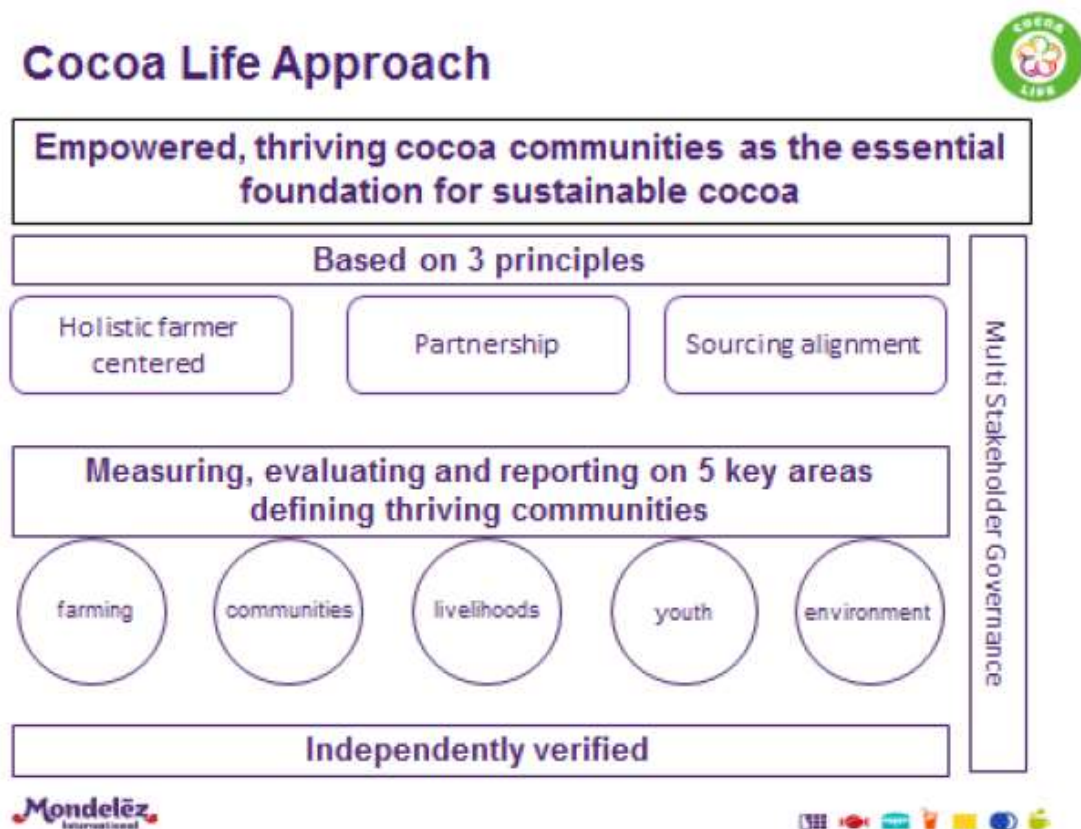 Cocoa Life Approach
COCOA
LIFE
Empowered, thriving cocoa communities as the essential
foundation for sustainable cocoa
Based on 3 principles
Holistic farmer
centered
Partnership
Sourcing alignment
Multi Stakeholder Governance
Measuring, evaluating and reporting on 5 key areas
defining thriving communities
farming
communities
livelihoods
youth
environment
Independently verified
Mondelēz
International